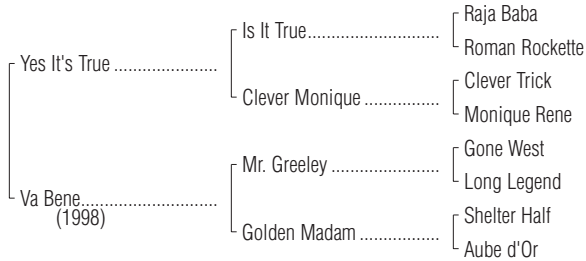 Raja Baba
Is It True
Roman Rockette
Yes It's True
Clever Trick
Clever Monique
Monique Rene
Gone West
Mr. Greeley
Long Legend
Va Bene
(1998)
Shelter Half
Golden Madam
Aube d'Or